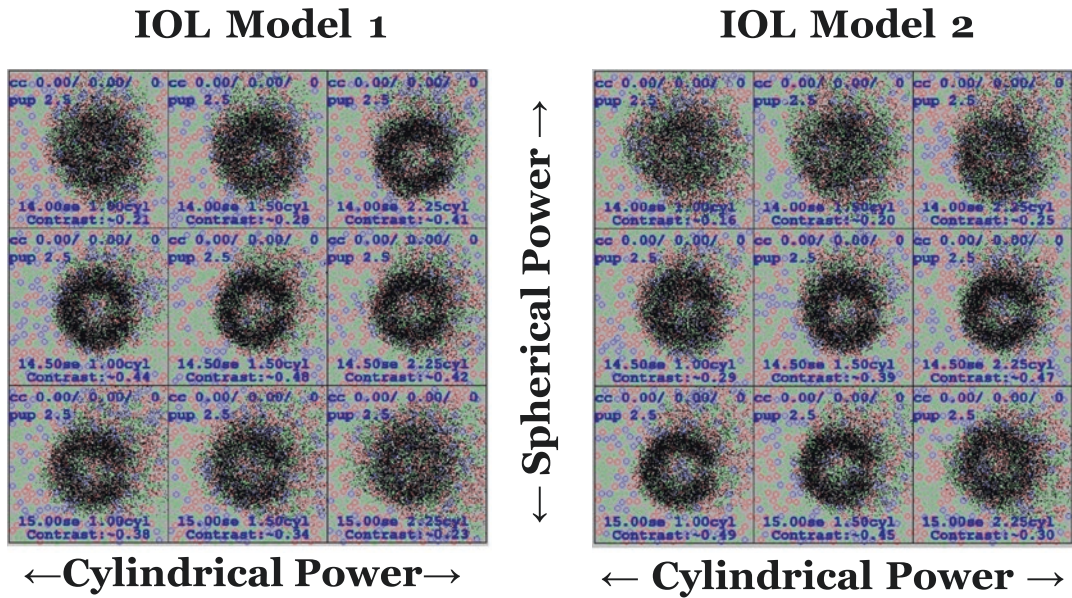 IOL Model 1
cc 0.00/ 0.00/ 0
pup 2.5
14.00se 1.00cyl
Contrast:~0.21
cc 0.00/ 0.00/ 0
pup 2.5
14.00se 1.50cyl
Contrast:~0.28
cc 0.00/ 0.00/ 0
pup 2.5
14.00se 2.25cyl
Contrast:~0.41
cc 0.00/ 0.00/ 0
pup 2.5
14.50se 1.00cyl
Contrast:~0.44
cc 0.00/ 0.00/ 0
pup 2.5
14.50se 1.50cyl
Contrast:~0.48
cc 0.00/ 0.00/ 0
pup 2.5
14.50se 2.25cyl
Contrast:~0.42
cc 0.00/ 0.00/ 0
pup 2.5
15.00se 1.00cyl
Contrast:~0.38
cc 0.00/ 0.00/ 0
pup 2.5
15.00se 1.50cyl
Contrast:~0.34
cc 0.00/ 0.00/ 0
pup 2.5
15.00se 2.25cyl
Contrast:~0.23
←Cylindrical Power→
← Spherical Power →
IOL Model 2
cc 0.00/ 0.00/ 0
pup 2.5
14.00se 1.00cyl
Contrast:~0.16
cc 0.00/ 0.00/ 0
pup 2.5
14.00se 1.50cyl
Contrast:~0.20
cc 0.00/ 0.00/ 0
pup 2.5
14.00se 2.25cyl
Contrast:~0.25
cc 0.00/ 0.00/ 0
pup 2.5
14.50se 1.00cyl
Contrast:~0.29
cc 0.00/ 0.00/ 0
pup 2.5
14.50se 1.50cyl
Contrast:~0.39
cc 0.00/ 0.00/ 0
pup 2.5
14.50se 2.25cyl
Contrast:~0.47
cc 0.00/ 0.00/ 0
pup 2.5
15.00se 1.00cyl
Contrast:~0.49
cc 0.00/ 0.00/ 0
pup 2.5
15.00se 1.50cyl
Contrast:~0.45
cc 0.00/ 0.00/ 0
pup 2.5
15.00se 2.25cyl
Contrast:~0.30
← Cylindrical Power →